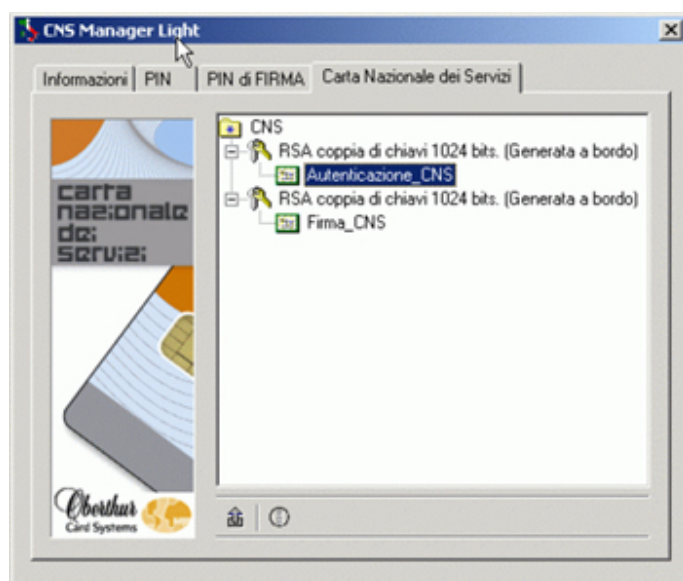 CNS Manager Light
Informazioni PIN PIN di FIRMA Carta Nazionale dei Servizi
CNS
RSA coppia di chiavi 1024 bits. (Generata a bordo)
Autenticazione_CNS
RSA coppia di chiavi 1024 bits. (Generata a bordo)
Firma_CNS
carta
nazionale
dei
servizi
Oberthur
Card Systems